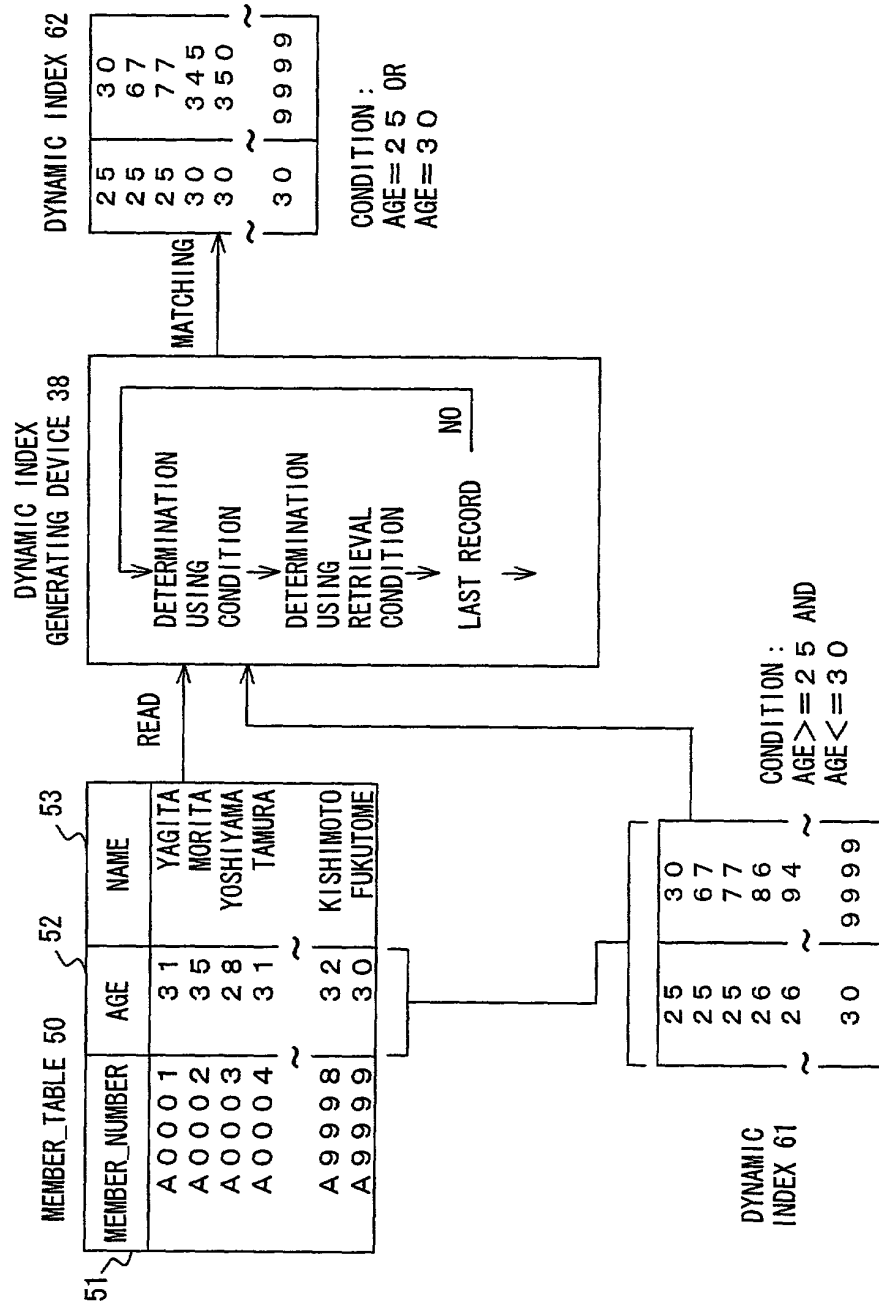 MEMBER_TABLE 50
52
53
51
MEMBER_NUMBER AGE NAME
A0001 31 YAGITA
A0002 35 MORITA
A0003 28 YOSHIYAMA
A0004 31 TAMURA
~ ~
A9998 32 KISHIMOTO
A9999 30 FUKUTOME
READ
DYNAMIC INDEX
GENERATING DEVICE 38
DETERMINATION
USING
CONDITION
DETERMINATION
USING
RETRIEVAL
CONDITION
LAST RECORD
NO
MATCHING
DYNAMIC INDEX 62
25 30
25 67
25 77
30 345
30 350
~ ~ ~
30 9999
CONDITION:
AGE=25 OR
AGE=30
DYNAMIC
INDEX 61
25 30
25 67
25 77
26 86
26 94
~ ~ ~
30 9999
CONDITION:
AGE>=25 AND
AGE<=30